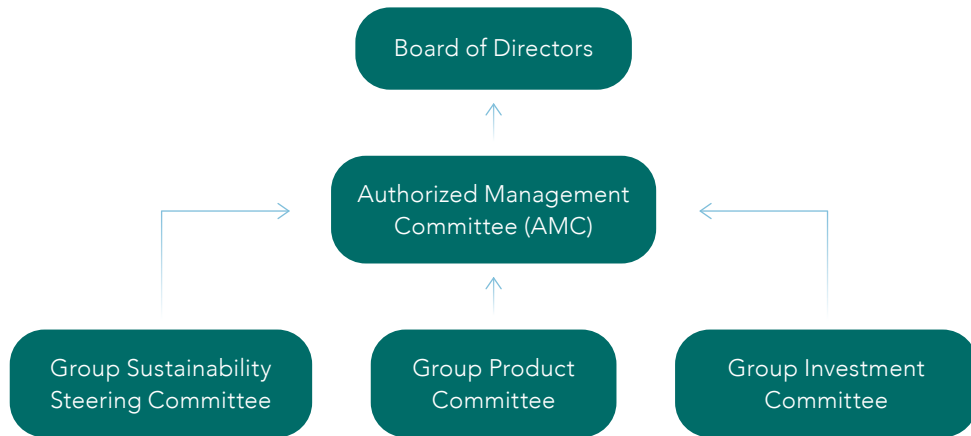 Board of Directors
Authorized Management
Committee (AMC)
Group Sustainability
Steering Committee
Group Product
Committee
Group Investment
Committee